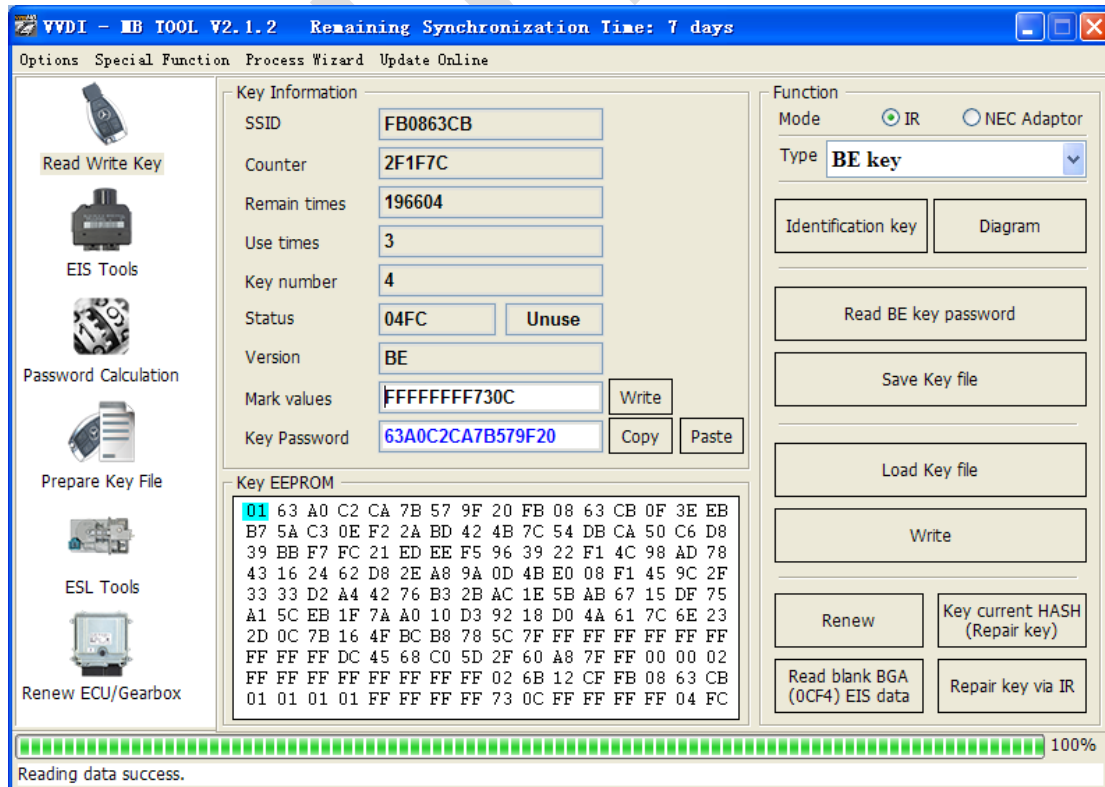 VVDI - MB TOOL V2.1.2 Remaining Synchronization Time: 7 days
Options Special Function Process Wizard Update Online
Read Write Key
EIS Tools
Password Calculation
Prepare Key File
ESL Tools
Renew ECU/Gearbox
Key Information
SSID FB0863CB
Counter 2F1F7C
Remain times 196604
Use times 3
Key number 4
Status 04FC Unuse
Version BE
Mark values FFFFFFFF730C Write
Key Password 63A0C2CA7B579F20 Copy Paste
Key EEPROM
01 63 A0 C2 CA 7B 57 9F 20 FB 08 63 CB 0F 3E EB
B7 5A C3 0E F2 2A BD 42 4B 7C 54 DB CA 50 C6 D8
39 BB F7 FC 21 ED EE F5 96 39 22 F1 4C 98 AD 78
43 16 24 62 D8 2E A8 9A 0D 4B E0 08 F1 45 9C 2F
33 33 D2 A4 42 76 B3 2B AC 1E 5B AB 67 15 DF 75
A1 5C EB 1F 7A A0 10 D3 92 18 D0 4A 61 7C 6E 23
2D 0C 7B 16 4F BC B8 78 5C 7F FF FF FF FF FF FF
FF FF FF DC 45 68 C0 5D 2F 60 A8 7F FF 00 00 02
FF FF FF FF FF FF FF FF 02 6B 12 CF FB 08 63 CB
01 01 01 01 FF FF FF FF 73 0C FF FF FF FF 04 FC
Function
Mode IR NEC Adaptor
Type BE key
Identification key Diagram
Read BE key password
Save Key file
Load Key file
Write
Renew
Key current HASH
(Repair key)
Read blank BGA
(0CF4) EIS data
Repair key via IR
100%
Reading data success.